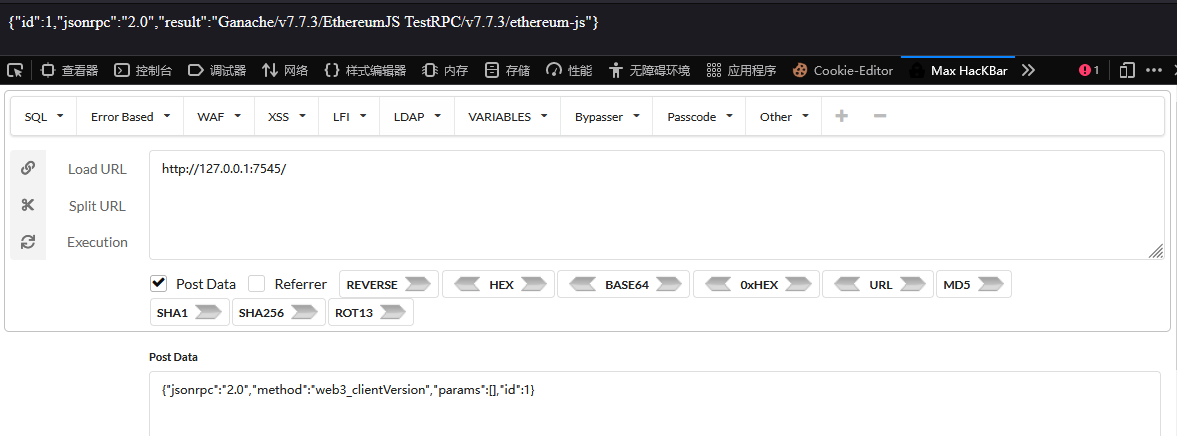 {"id":1,"jsonrpc":"2.0","result":"Ganache/v7.7.3/EthereumJS TestRPC/v7.7.3/ethereum-js"}
查看器 控制台 调试器 网络 样式编辑器 内存 存储 性能 无障碍环境 应用程序 Cookie-Editor Max HacKBar 1
SQL Error Based WAF XSS LFI LDAP VARIABLES Bypasser Passcode Other
Load URL http://127.0.0.1:7545/
Split URL
Execution
Post Data Referrer REVERSE HEX BASE64 0xHEX URL MD5
SHA1 SHA256 ROT13
Post Data
{"jsonrpc":"2.0","method":"web3_clientVersion","params":[],"id":1}